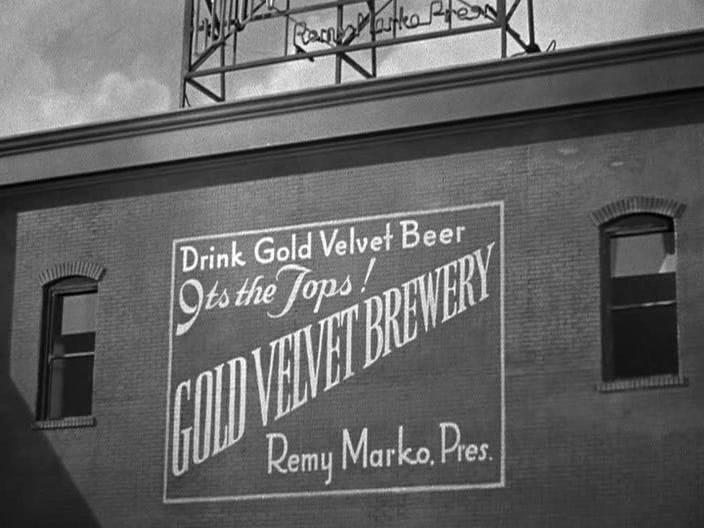 Remy Marko Pres.
Drink Gold Velvet Beer
Its the Tops!
GOLD VELVET BREWERY
Remy Marko, Pres.